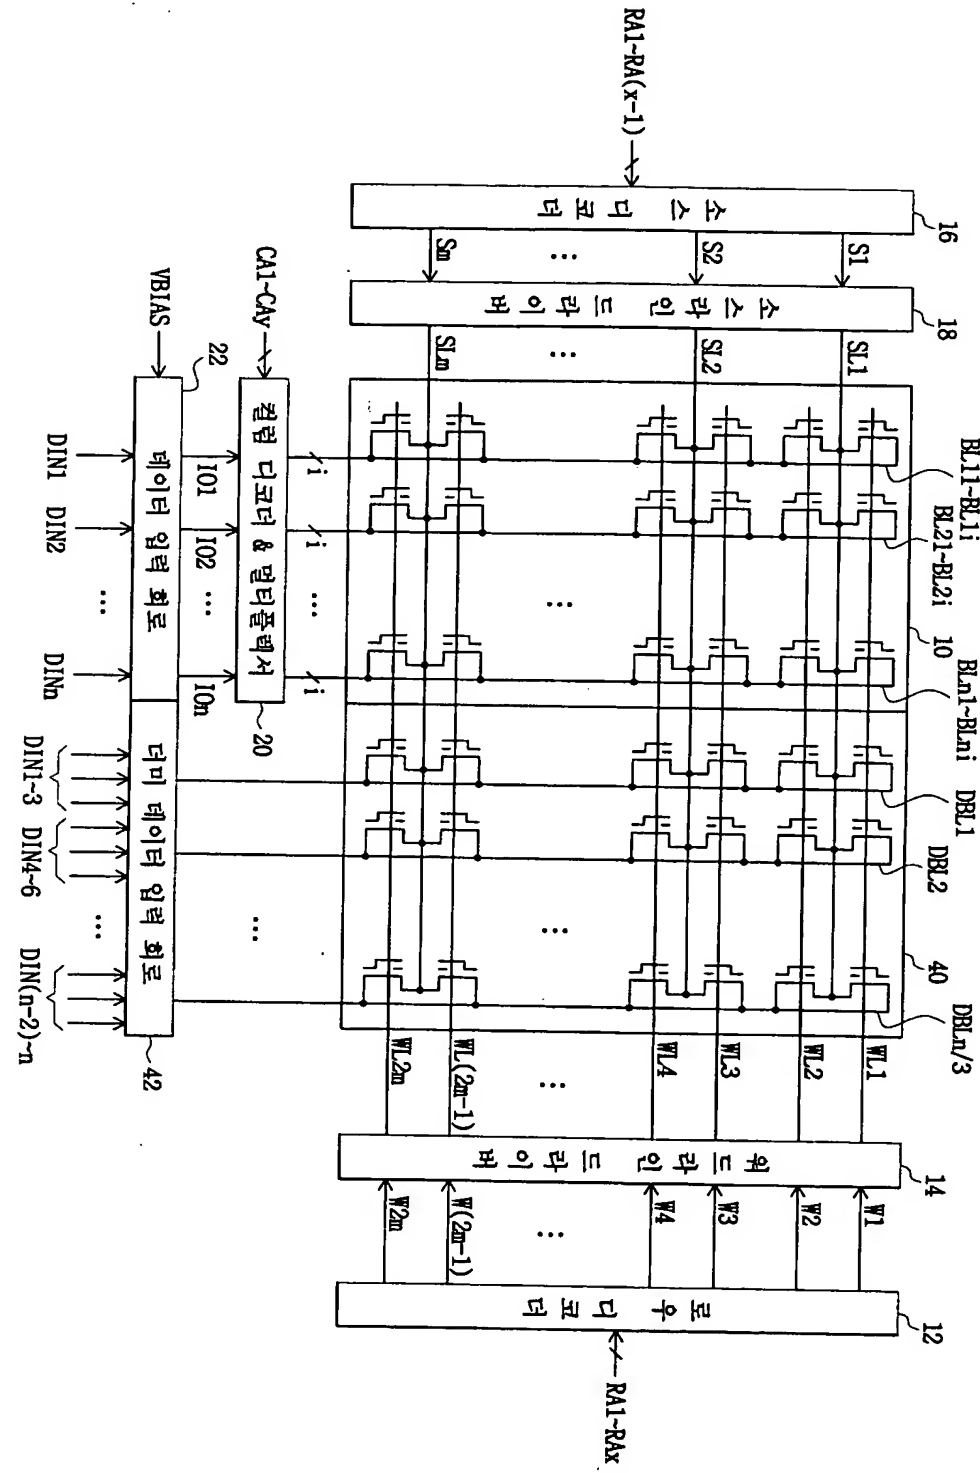 RA1~RA(x-1)
소스 디코더
16
S1
S2
...
Sm
소스라인 드라이버
18
SL1
SL2
...
SLm
CA1~CAy
VBIAS
22
데이터 입력 회로
컬럼 디코더 & 멀티플렉서
20
DIN1
DIN2
...
DINn
IO1
IO2
...
IOn
i
i
...
i
BL11~BL1i
BL21~BL2i
10
BLn1~BLni
...
DBL1
DBL2
40
DBLn/3
...
DIN1~3
DIN4~6
...
DIN(n-2)~n
더미 데이터 입력 회로
42
...
WL1
WL2
WL3
WL4
...
WL(2m-1)
WL2m
워드라인 드라이버
14
W1
W2
W3
W4
...
W(2m-1)
W2m
로우 디코더
12
RA1~RAx